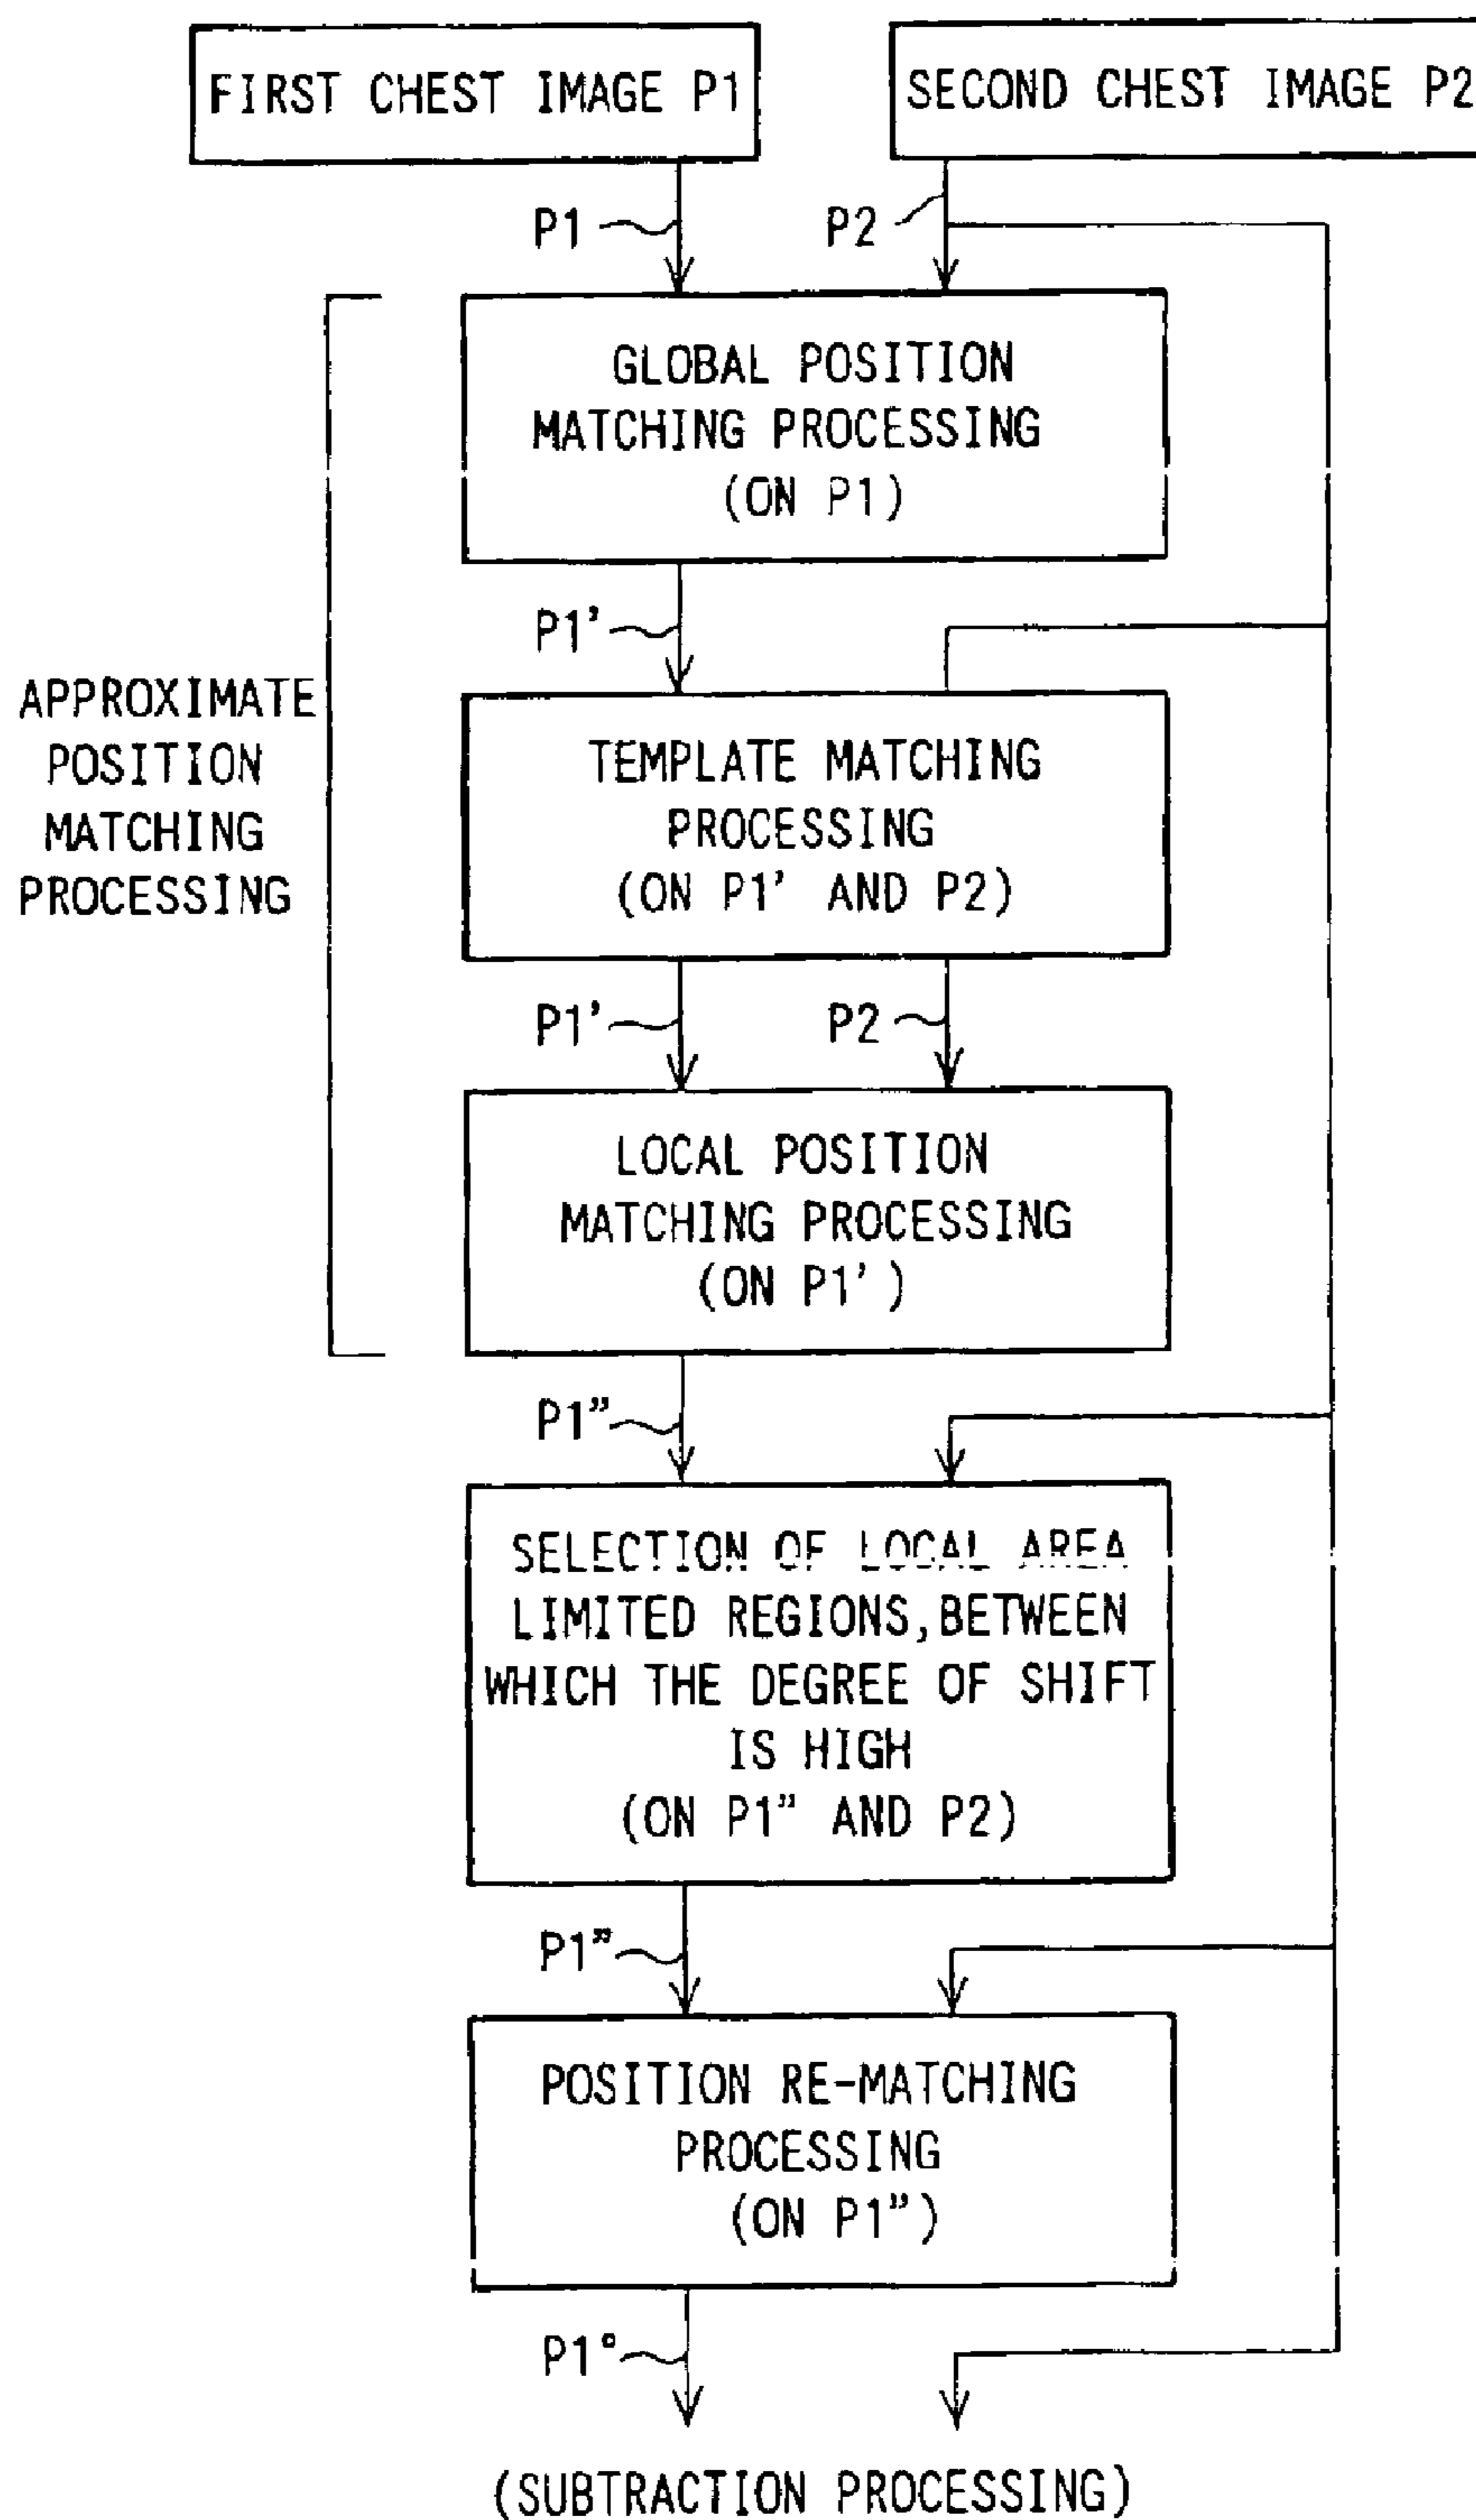 FIRST CHEST IMAGE P1
SECOND CHEST IMAGE P2
P1
P2
GLOBAL POSITION
MATCHING PROCESSING
(ON P1)
P1'
APPROXIMATE
POSITION
MATCHING
PROCESSING
TEMPLATE MATCHING
PROCESSING
(ON P1' AND P2)
P1'
P2
LOCAL POSITION
MATCHING PROCESSING
(ON P1')
P1”
SELECTION OF LOCAL AREA
LIMITED REGIONS, BETWEEN
WHICH THE DEGREE OF SHIFT
IS HIGH
(ON P1” AND P2)
P1”
POSITION RE-MATCHING
PROCESSING
(ON P1”)
P1°
(SUBTRACTION PROCESSING)